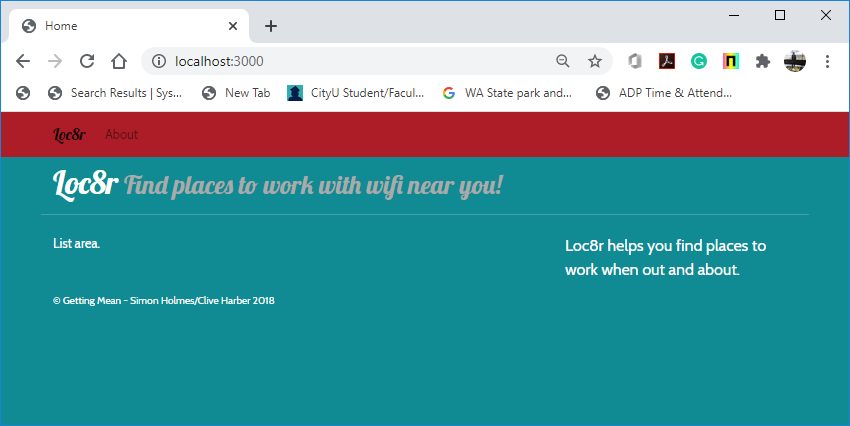 Home
localhost:3000
Search Results | Sys... New Tab CityU Student/Facul... WA State park and... ADP Time & Attend...
Loc8r About
Loc8r Find places to work with wifi near you!
List area.
Loc8r helps you find places to
work when out and about.
© Getting Mean - Simon Holmes/Clive Harber 2018